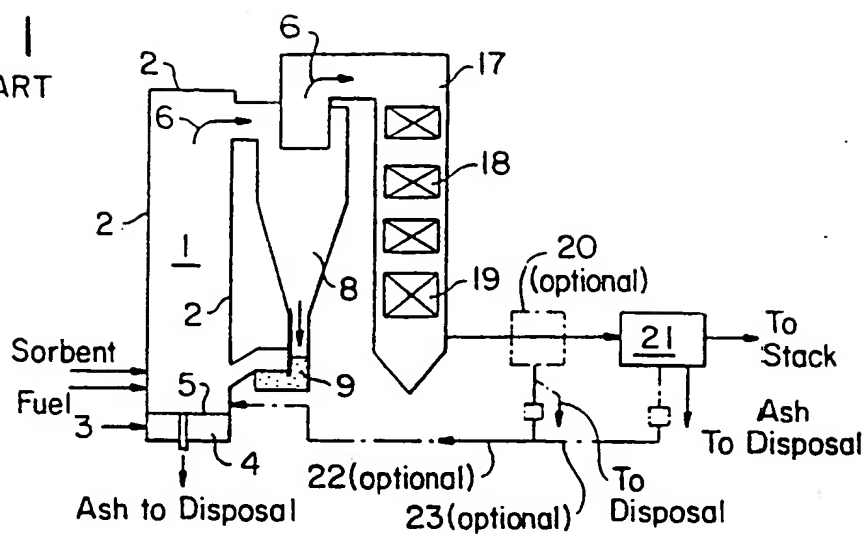 1
ART
2
6
6
17
2
1
18
8
20
(optional)
2
19
21
To
Stack
Sorbent
9
Fuel
5
3
4
Ash
To Disposal
22(optional)
To
Disposal
Ash to Disposal
23(optional)